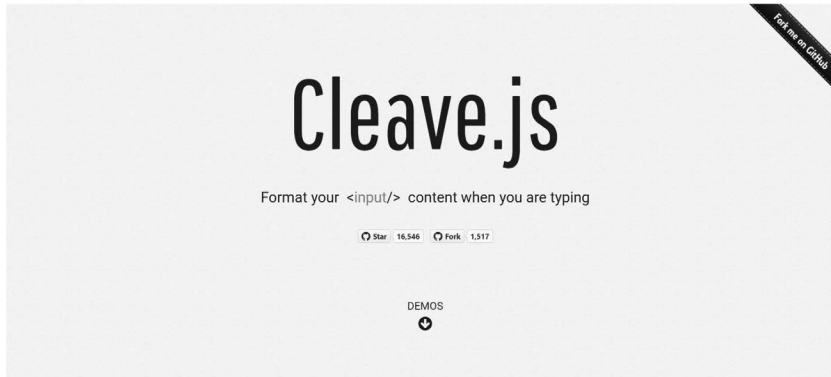 Fork me on GitHub
Cleave.js
Format your <input/> content when you are typing
Star 16,546 Fork 1,517
DEMOS